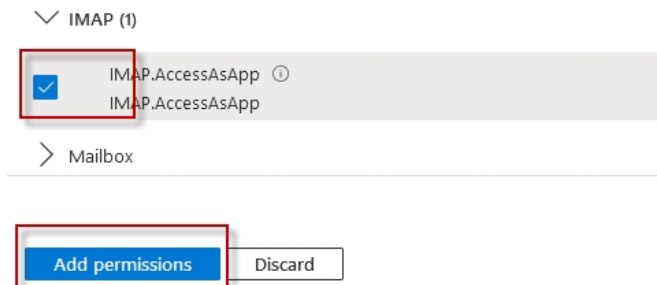 IMAP (1)
IMAP.AccessAsApp
IMAP.AccessAsApp
Mailbox
Add permissions Discard